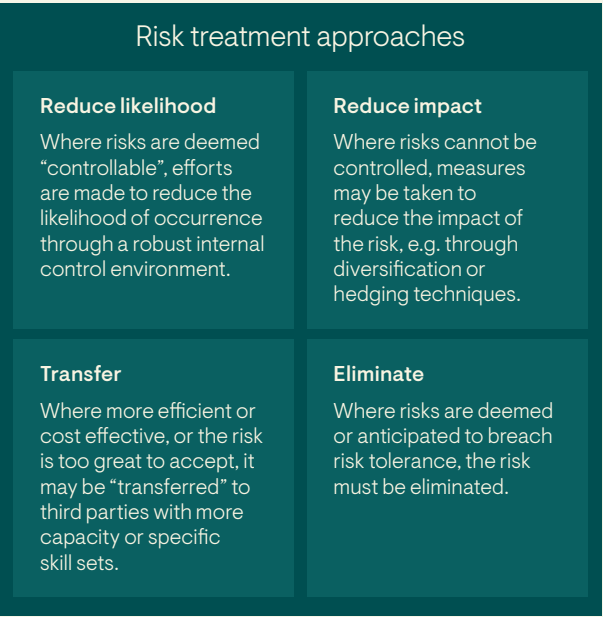 Risk treatment approaches
Reduce likelihood
Where risks are deemed
“controllable”, efforts
are made to reduce the
likelihood of occurrence
through a robust internal
control environment.
Reduce impact
Where risks cannot be
controlled, measures
may be taken to
reduce the impact of
the risk, e.g. through
diversification or
hedging techniques.
Transfer
Where more efficient or
cost effective, or the risk
is too great to accept, it
may be “transferred” to
third parties with more
capacity or specific
skill sets.
Eliminate
Where risks are deemed
or anticipated to breach
risk tolerance, the risk
must be eliminated.